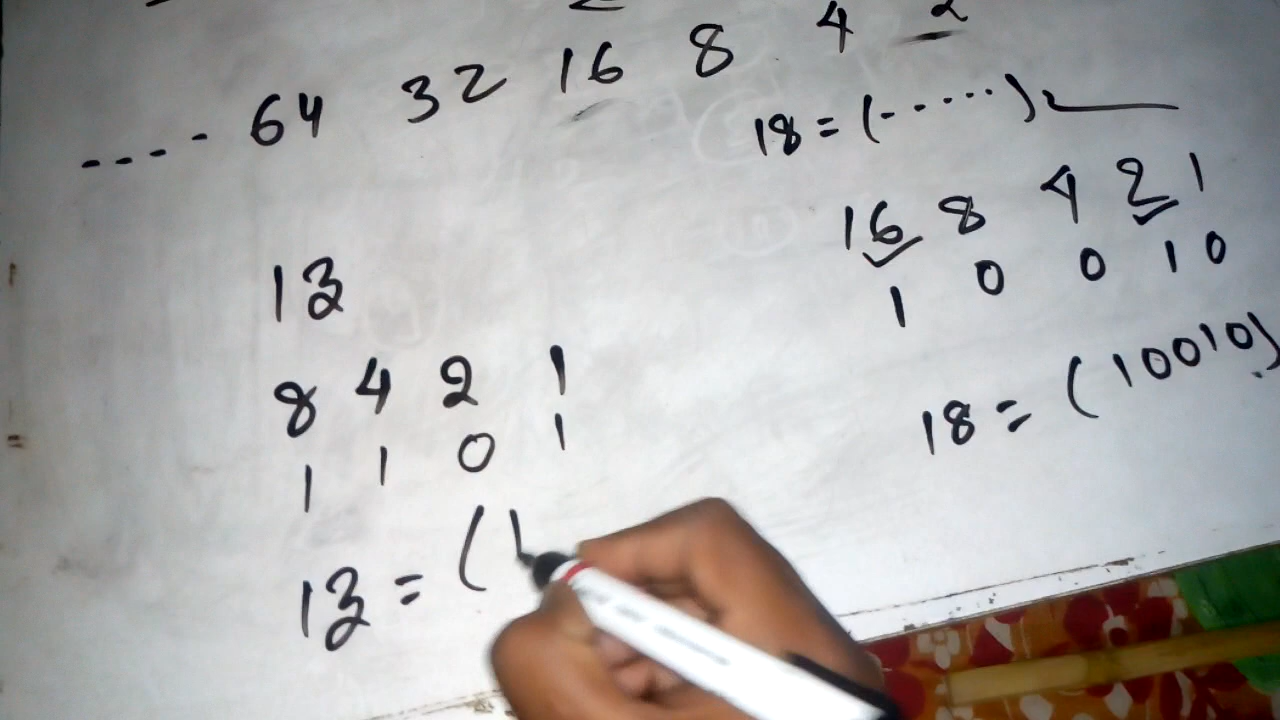 ---- 64 32 16 8 4 2
18 = (-----)2
16 8 4 2 1
1 0 0 1 0
18 = (10010)
13
8 4 2 1
1 1 0 1
13 = (1